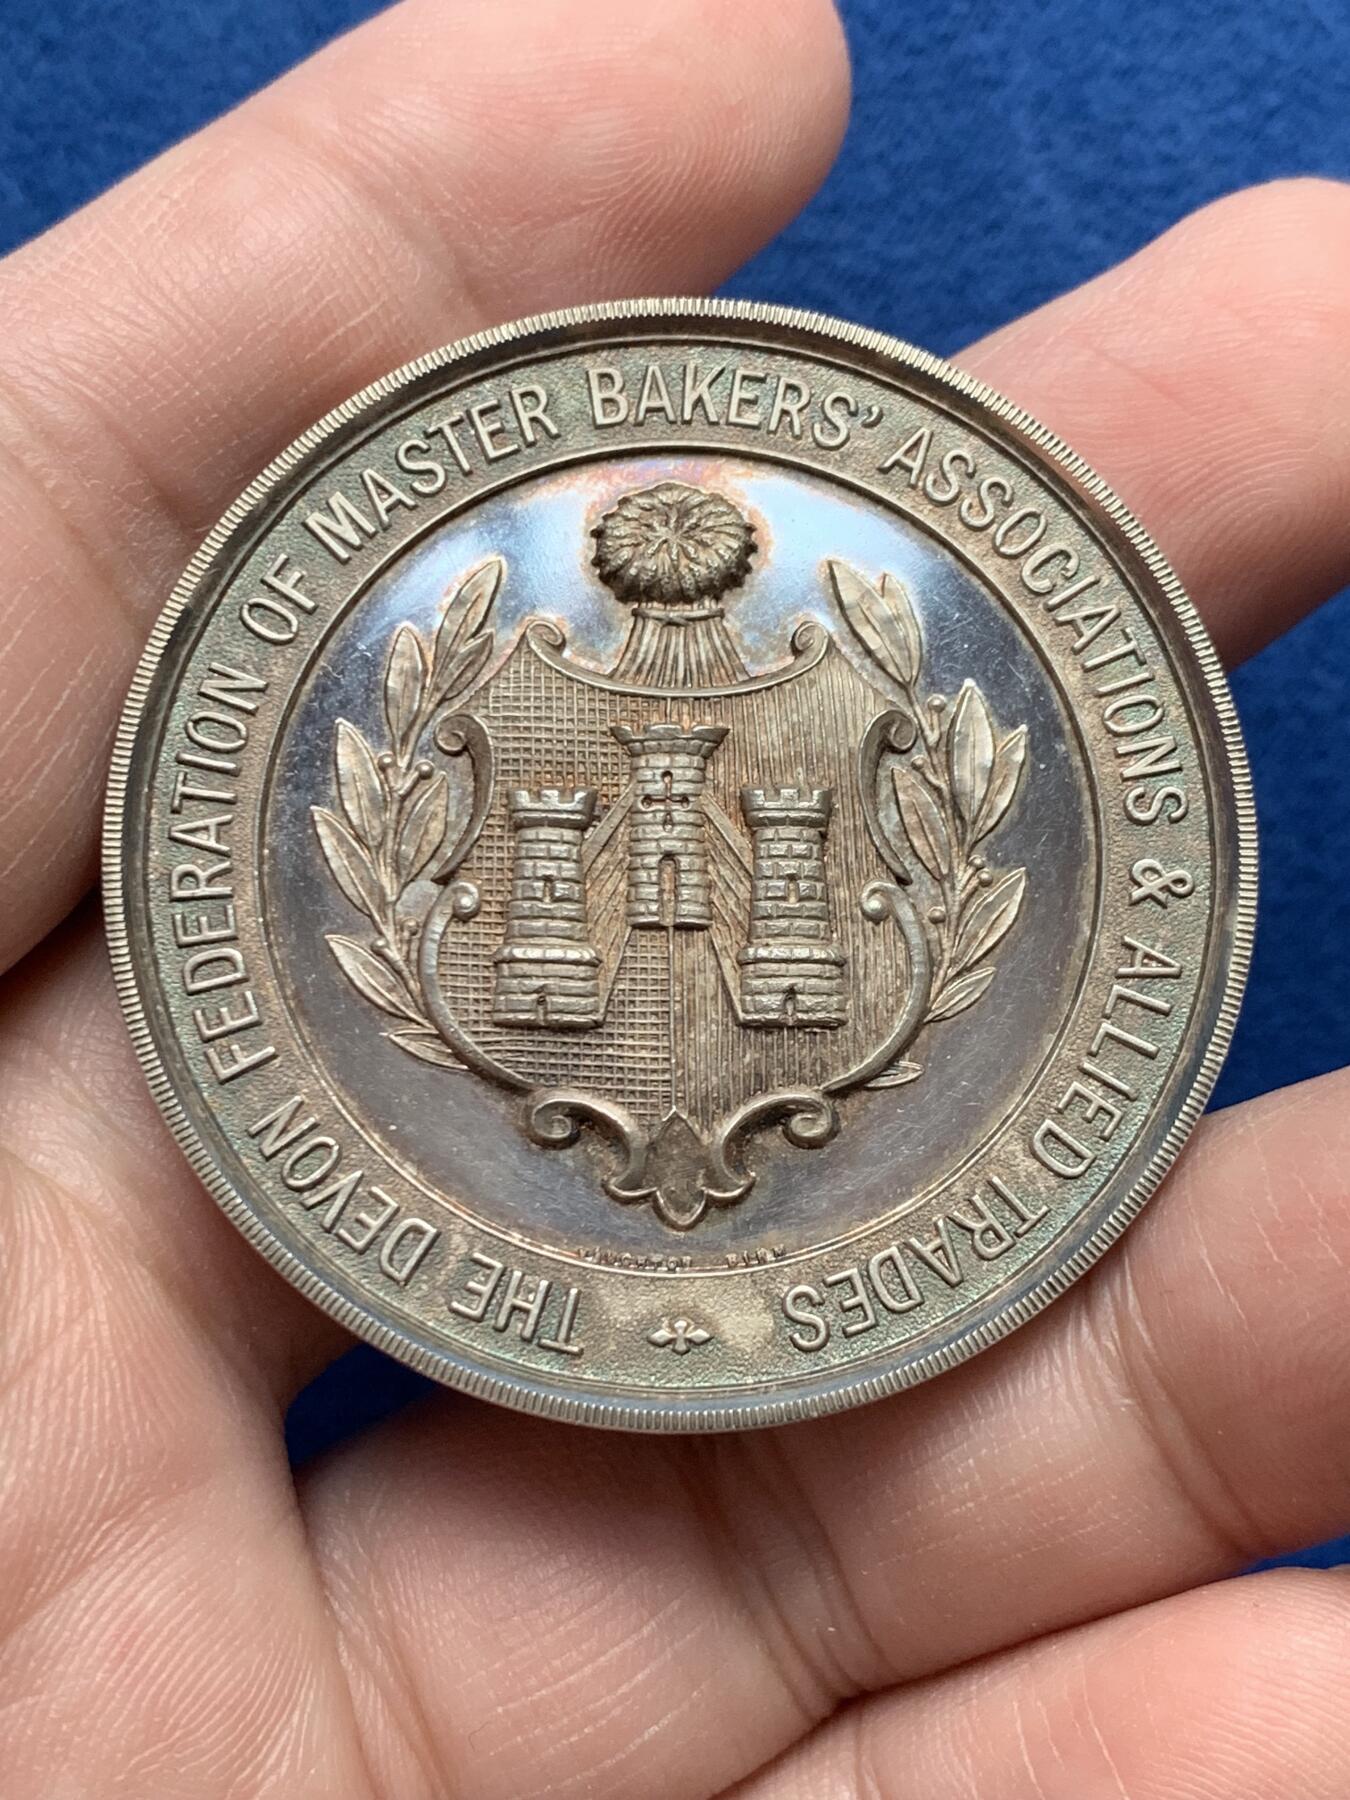 THE DEVON FEDERATION OF MASTER BAKERS' ASSOCIATIONS & ALLIED TRADES